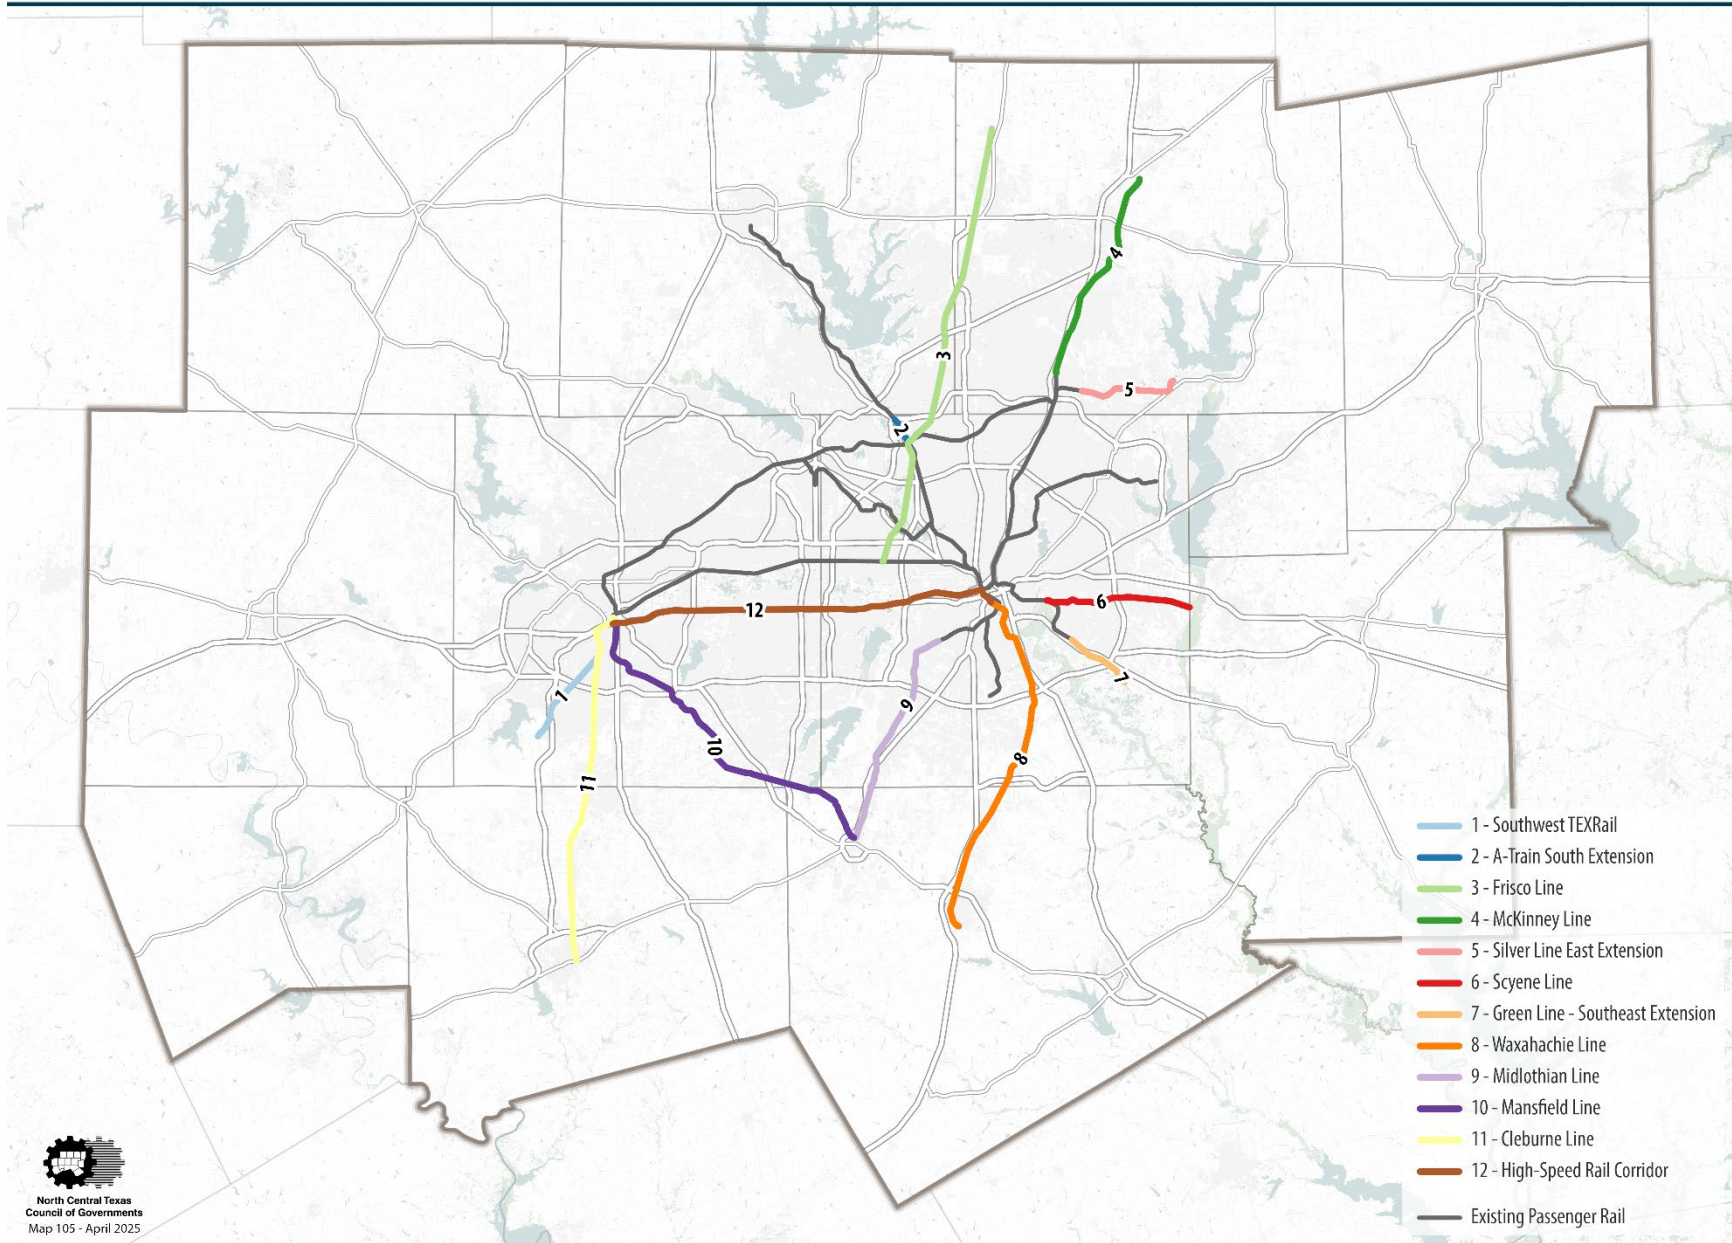 3
4
5
2
6
12
7
1
9
10
8
11
1 - Southwest TEXRail
2 - A-Train South Extension
3 - Frisco Line
4 - McKinney Line
5 - Silver Line East Extension
6 - Scyene Line
7 - Green Line - Southeast Extension
8 - Waxahachie Line
9 - Midlothian Line
10 - Mansfield Line
11 - Cleburne Line
12 - High-Speed Rail Corridor
Existing Passenger Rail
North Central Texas
Council of Governments
Map 105 - April 2025